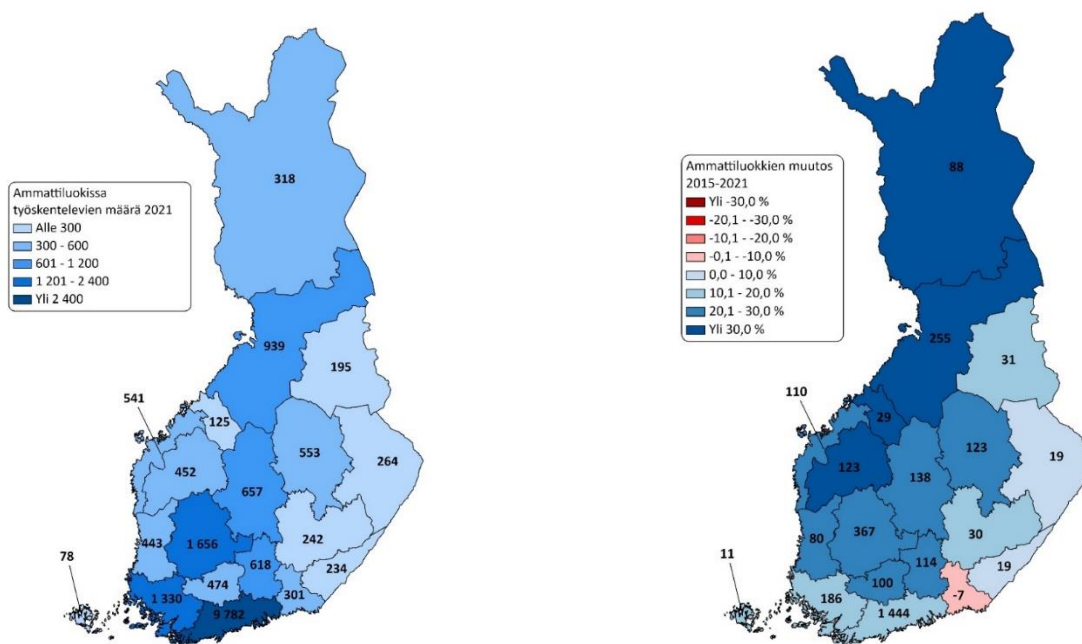 Ammattiluokissa
työskentelevien määrä 2021
Alle 300
300 - 600
601 - 1 200
1 201 - 2 400
Yli 2 400
318
939
195
541
125
452
553
264
657
443
1 656
242
78
618
234
474
301
1 330
9 782
Ammattiluokkien muutos
2015-2021
Yli -30,0 %
-20,1 - -30,0 %
-10,1 - -20,0 %
-0,1 - -10,0 %
0,0 - 10,0 %
10,1 - 20,0 %
20,1 - 30,0 %
Yli 30,0 %
88
255
31
110
29
123
123
19
138
80
367
30
11
114
19
100
-7
186
1 444